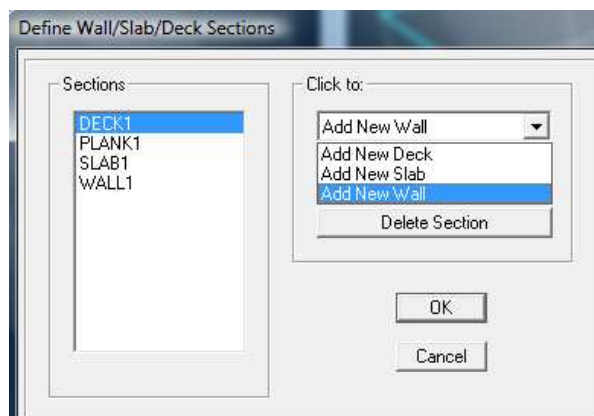 Define Wall/Slab/Deck Sections
Sections
DECK1
PLANK1
SLAB1
WALL1
Click to:
Add New Wall
Add New Deck
Add New Slab
Add New Wall
Delete Section
OK
Cancel